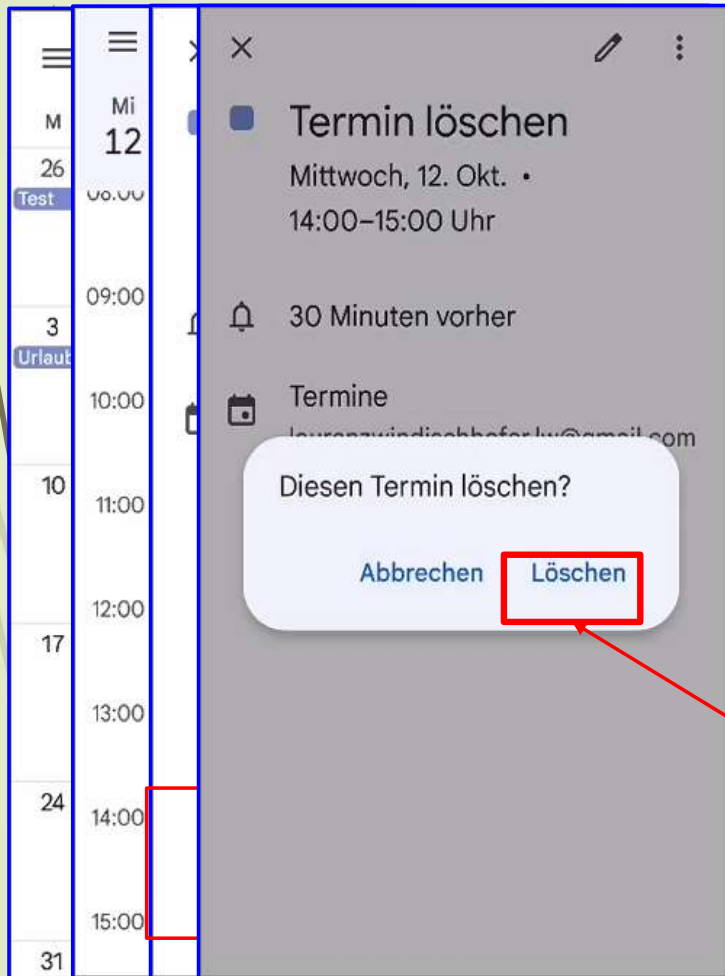 M
26
Test
3
Urlaub
10
17
24
31
Mi
12
08:00
09:00
10:00
11:00
12:00
13:00
14:00
15:00
Termin löschen
Mittwoch, 12. Okt. •
14:00–15:00 Uhr
30 Minuten vorher
Termine
Diesen Termin löschen?
Abbrechen Löschen